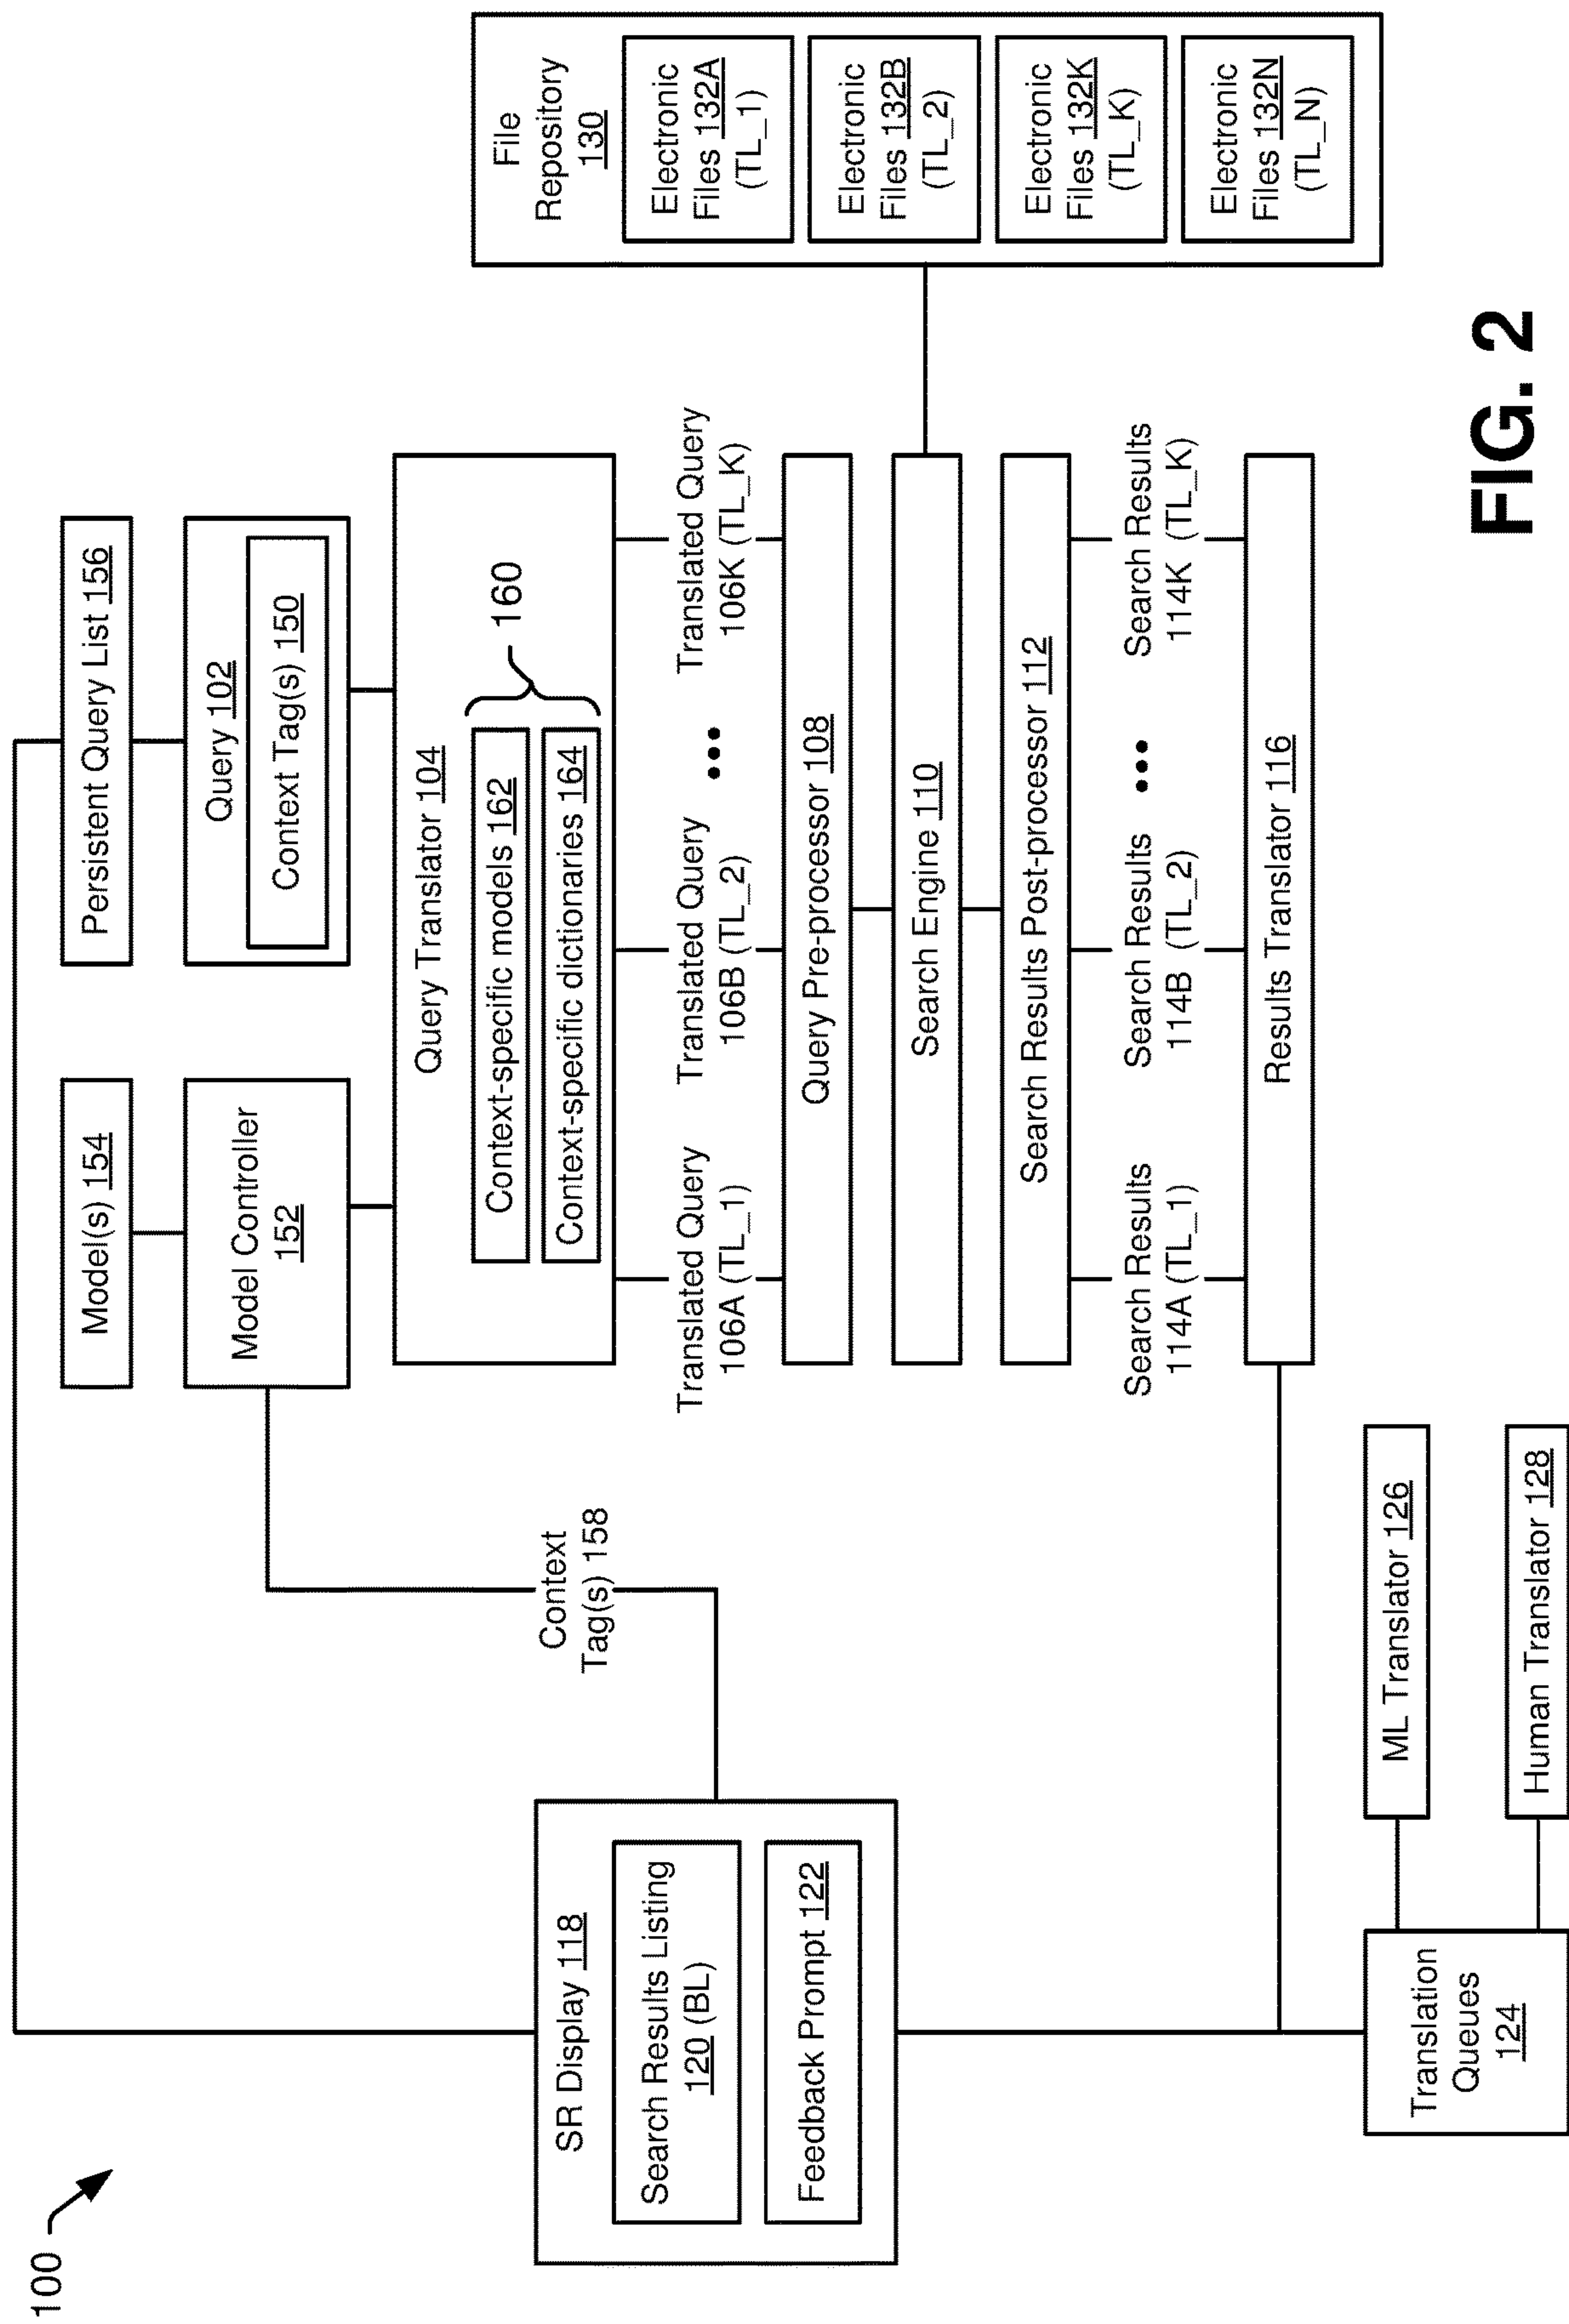 100
Persistent Query List 156
Model(s) 154
Query 102
Context Tag(s) 150
Model Controller
152
Query Translator 104
Context-specific models 162
Context-specific dictionaries 164
160
Context
Tag(s) 158
Translated Query
106A (TL_1)
Translated Query
106B (TL_2)
•••
Translated Query
106K (TL_K)
Query Pre-processor 108
Search Engine 110
Search Results Post-processor 112
Search Results
114A (TL_1)
Search Results
114B (TL_2)
•••
Search Results
114K (TL_K)
Results Translator 116
File
Repository
130
Electronic
Files 132A
(TL_1)
Electronic
Files 132B
(TL_2)
Electronic
Files 132K
(TL_K)
Electronic
Files 132N
(TL_N)
SR Display 118
Search Results Listing
120 (BL)
Feedback Prompt 122
Translation
Queues
124
ML Translator 126
Human Translator 128
FIG. 2